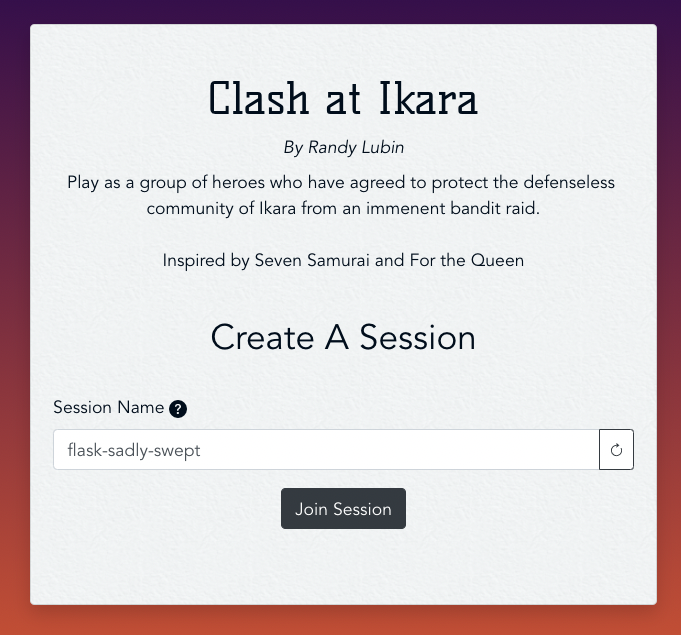 Clash at Ikara
By Randy Lubin
Play as a group of heroes who have agreed to protect the defenseless
community of Ikara from an immenent bandit raid.
Inspired by Seven Samurai and For the Queen
Create A Session
Session Name ?
flask-sadly-swept
Join Session